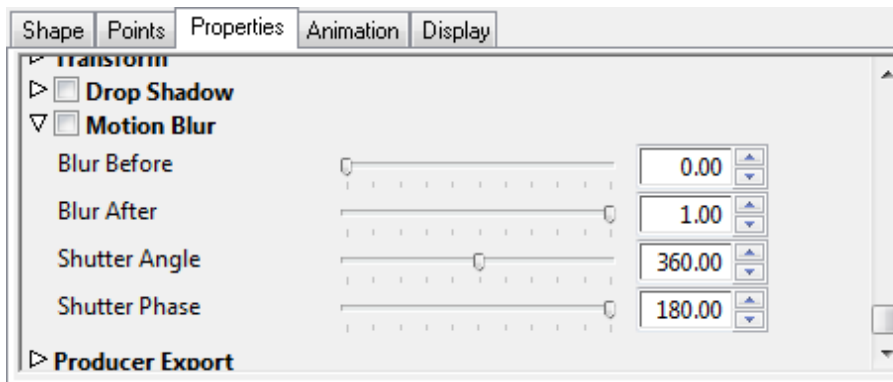 Shape Points Properties Animation Display
Transform
Drop Shadow
Motion Blur
Blur Before 0.00
Blur After 1.00
Shutter Angle 360.00
Shutter Phase 180.00
Producer Export